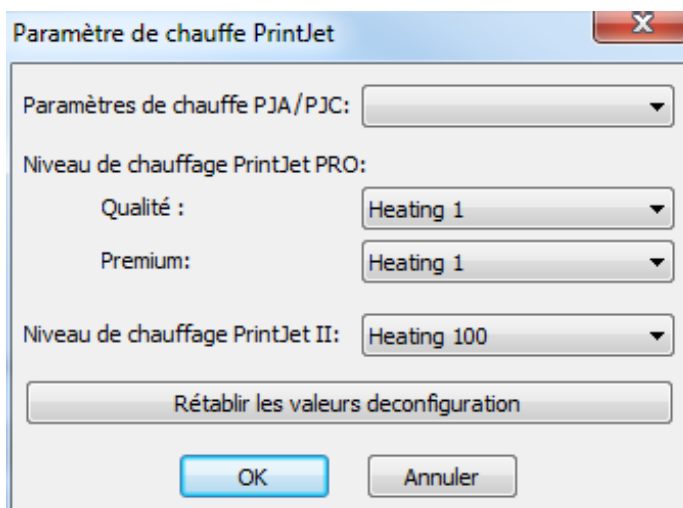 Paramètre de chauffe PrintJet
Paramètres de chauffe PJA/PJC:
Niveau de chauffage PrintJet PRO:
Qualité : Heating 1
Premium: Heating 1
Niveau de chauffage PrintJet II: Heating 100
Rétablir les valeurs deconfiguration
OK Annuler